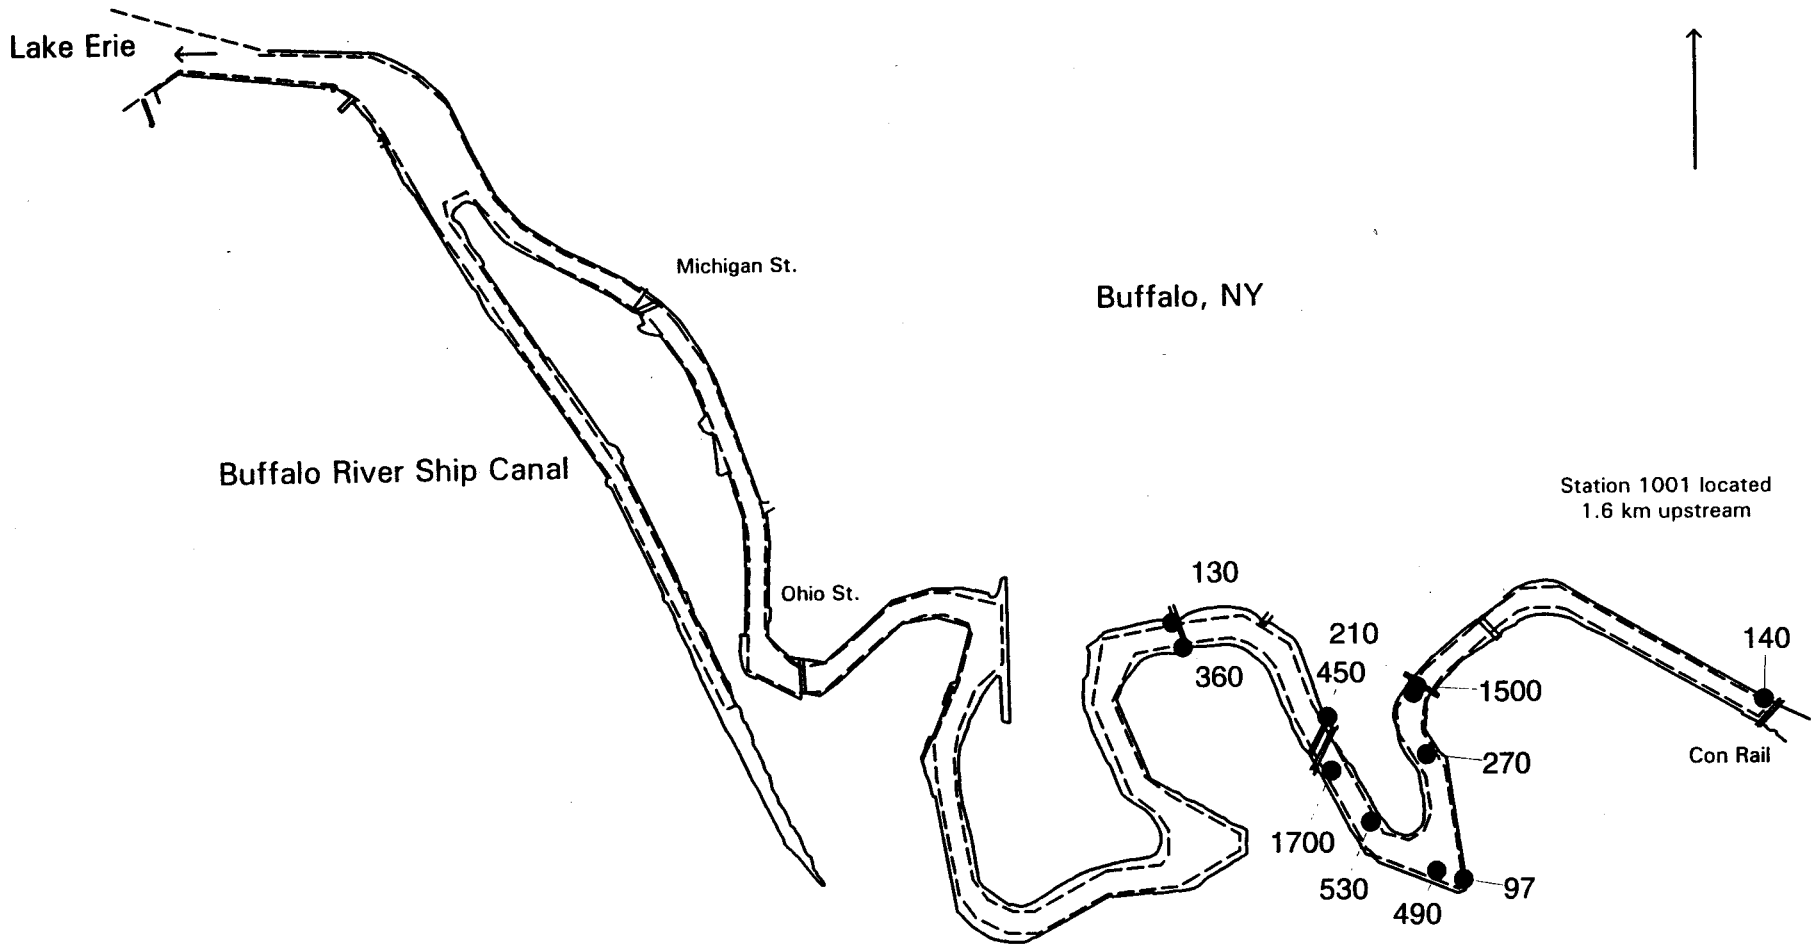 Lake Erie
Michigan St.
Buffalo, NY
Buffalo River Ship Canal
Station 1001 located
1.6 km upstream
130
Ohio St.
210
140
450
360
1500
Con Rail
270
1700
530
97
490